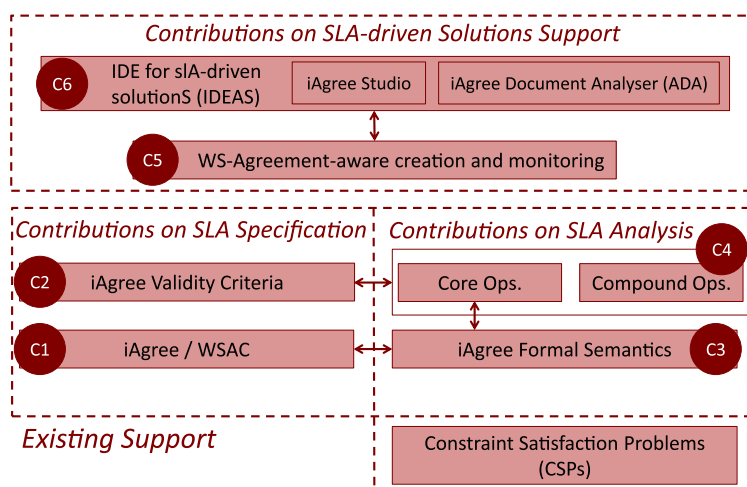 Contributions on SLA-driven Solutions Support
C6
IDE for slA-driven
solutionS (IDEAS)
iAgree Studio
iAgree Document Analyser (ADA)
C5
WS-Agreement-aware creation and monitoring
Contributions on SLA Specification
Contributions on SLA Analysis
C4
C2
iAgree Validity Criteria
Core Ops.
Compound Ops.
C1
iAgree / WSAC
iAgree Formal Semantics
C3
Existing Support
Constraint Satisfaction Problems
(CSPs)